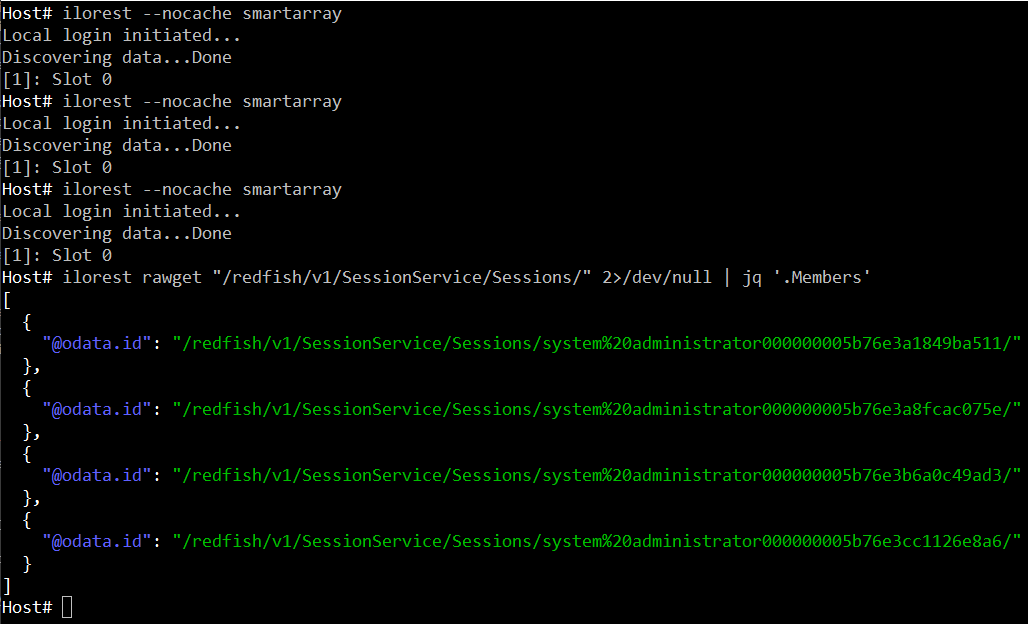 Host# ilorest --nocache smartarray
Local login initiated...
Discovering data...Done
[1]: Slot 0
Host# ilorest --nocache smartarray
Local login initiated...
Discovering data...Done
[1]: Slot 0
Host# ilorest --nocache smartarray
Local login initiated...
Discovering data...Done
[1]: Slot 0
Host# ilorest rawget "/redfish/v1/SessionService/Sessions/" 2>/dev/null | jq '.Members'
[
  {
    "@odata.id": "/redfish/v1/SessionService/Sessions/system%20administrator000000005b76e3a1849ba511/"
  },
  {
    "@odata.id": "/redfish/v1/SessionService/Sessions/system%20administrator000000005b76e3a8fcac075e/"
  },
  {
    "@odata.id": "/redfish/v1/SessionService/Sessions/system%20administrator000000005b76e3b6a0c49ad3/"
  },
  {
    "@odata.id": "/redfish/v1/SessionService/Sessions/system%20administrator000000005b76e3cc1126e8a6/"
  }
]
Host#